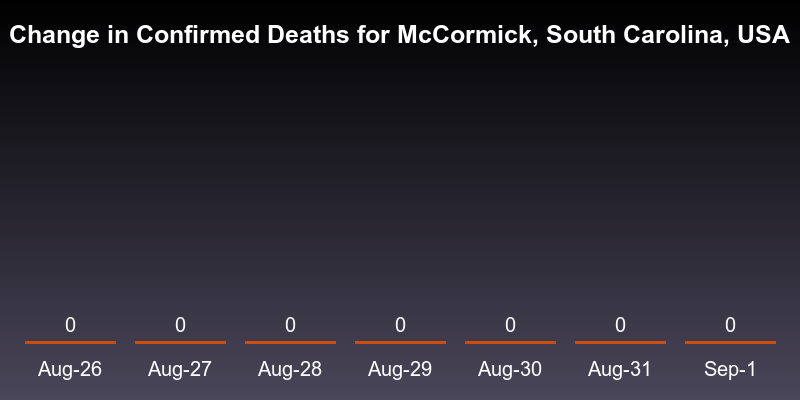 Change in Confirmed Deaths for McCormick, South Carolina, USA
0 0 0 0 0 0 0
Aug-26 Aug-27 Aug-28 Aug-29 Aug-30 Aug-31 Sep-1